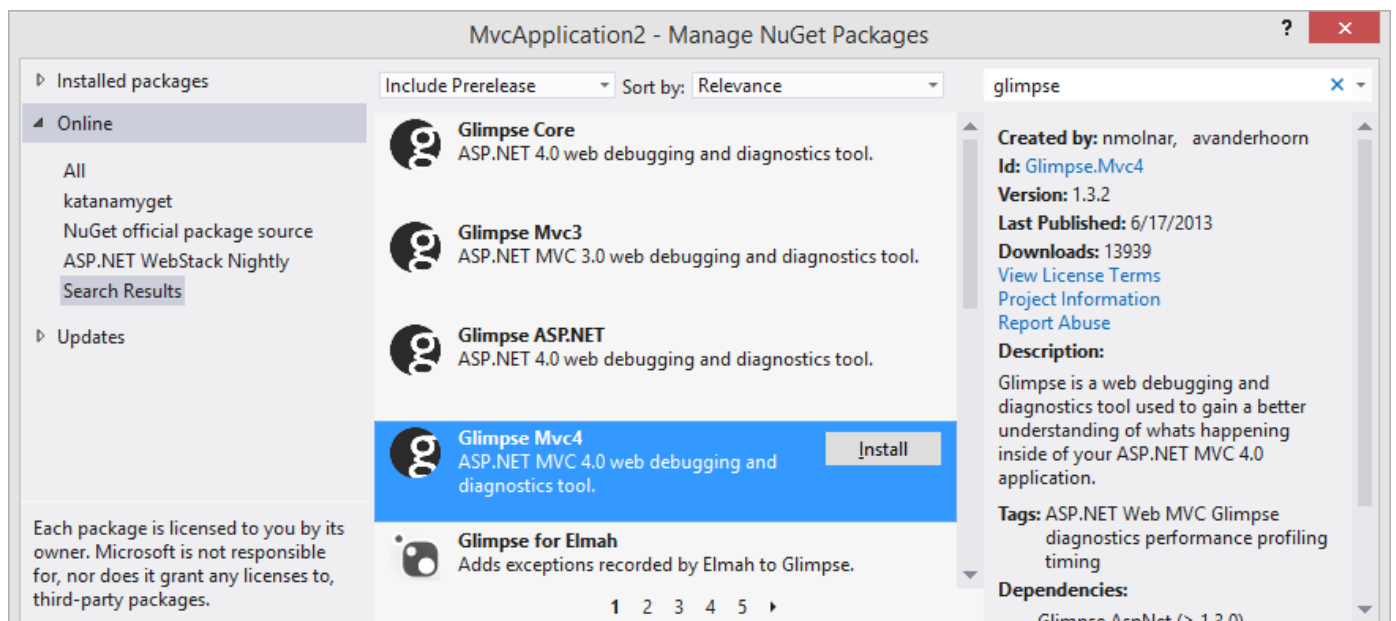 MvcApplication2 - Manage NuGet Packages
?
Installed packages
Online
All
katanamyget
NuGet official package source
ASP.NET WebStack Nightly
Search Results
Updates
Each package is licensed to you by its
owner. Microsoft is not responsible
for, nor does it grant any licenses to,
third-party packages.
Include Prerelease
Sort by: Relevance
Glimpse Core
ASP.NET 4.0 web debugging and diagnostics tool.
Glimpse Mvc3
ASP.NET MVC 3.0 web debugging and diagnostics tool.
Glimpse ASP.NET
ASP.NET 4.0 web debugging and diagnostics tool.
Glimpse Mvc4
ASP.NET MVC 4.0 web debugging and
diagnostics tool.
Install
Glimpse for Elmah
Adds exceptions recorded by Elmah to Glimpse.
1 2 3 4 5
glimpse
Created by: nmolnar, avanderhoorn
Id: Glimpse.Mvc4
Version: 1.3.2
Last Published: 6/17/2013
Downloads: 13939
View License Terms
Project Information
Report Abuse
Description:
Glimpse is a web debugging and
diagnostics tool used to gain a better
understanding of whats happening
inside of your ASP.NET MVC 4.0
application.
Tags: ASP.NET Web MVC Glimpse
diagnostics performance profiling
timing
Dependencies:
Glimpse.AspNet